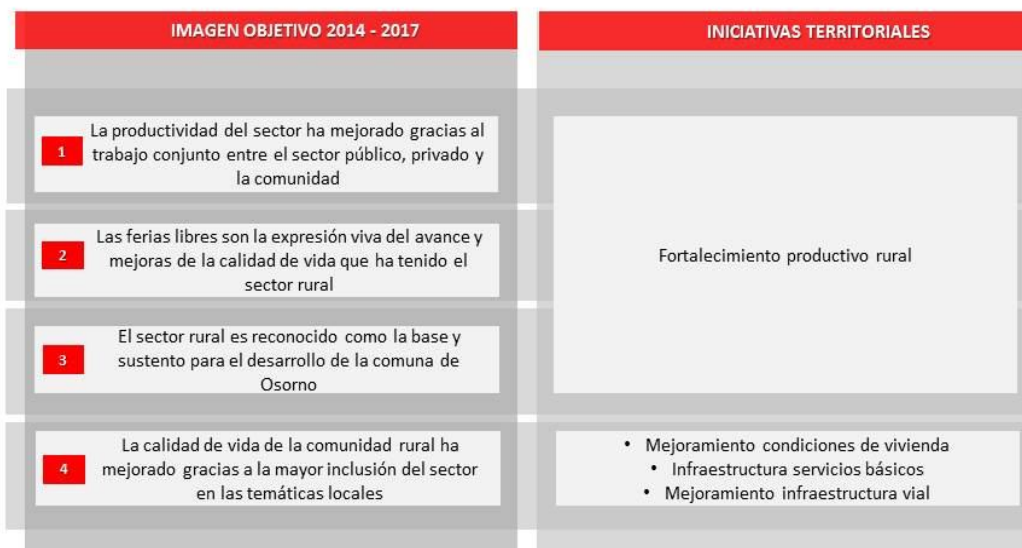 IMAGEN OBJETIVO 2014 - 2017
INICIATIVAS TERRITORIALES
1
La productividad del sector ha mejorado gracias al
trabajo conjunto entre el sector público, privado y
la comunidad
2
Las ferias libres son la expresión viva del avance y
mejoras de la calidad de vida que ha tenido el
sector rural
3
El sector rural es reconocido como la base y
sustento para el desarrollo de la comuna de
Osorno
Fortalecimiento productivo rural
4
La calidad de vida de la comunidad rural ha
mejorado gracias a la mayor inclusión del sector
en las temáticas locales
• Mejoramiento condiciones de vivienda
• Infraestructura servicios básicos
• Mejoramiento infraestructura vial